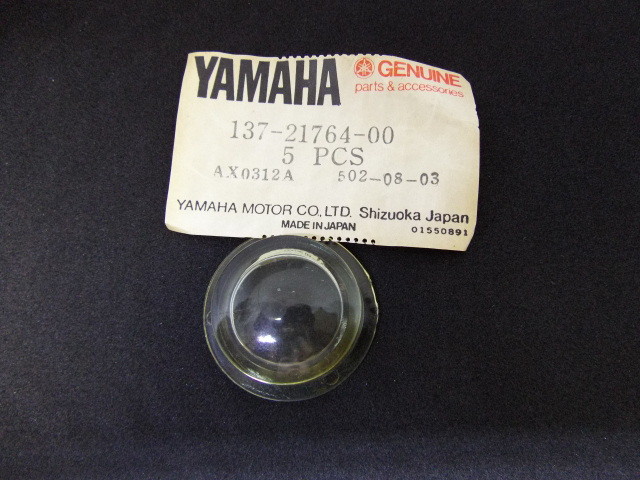 YAMAHA GENUINE
parts & accessories
137-21764-00
5 PCS
AX0312A 502-08-03
YAMAHA MOTOR CO., LTD. Shizuoka Japan
MADE IN JAPAN 01550891